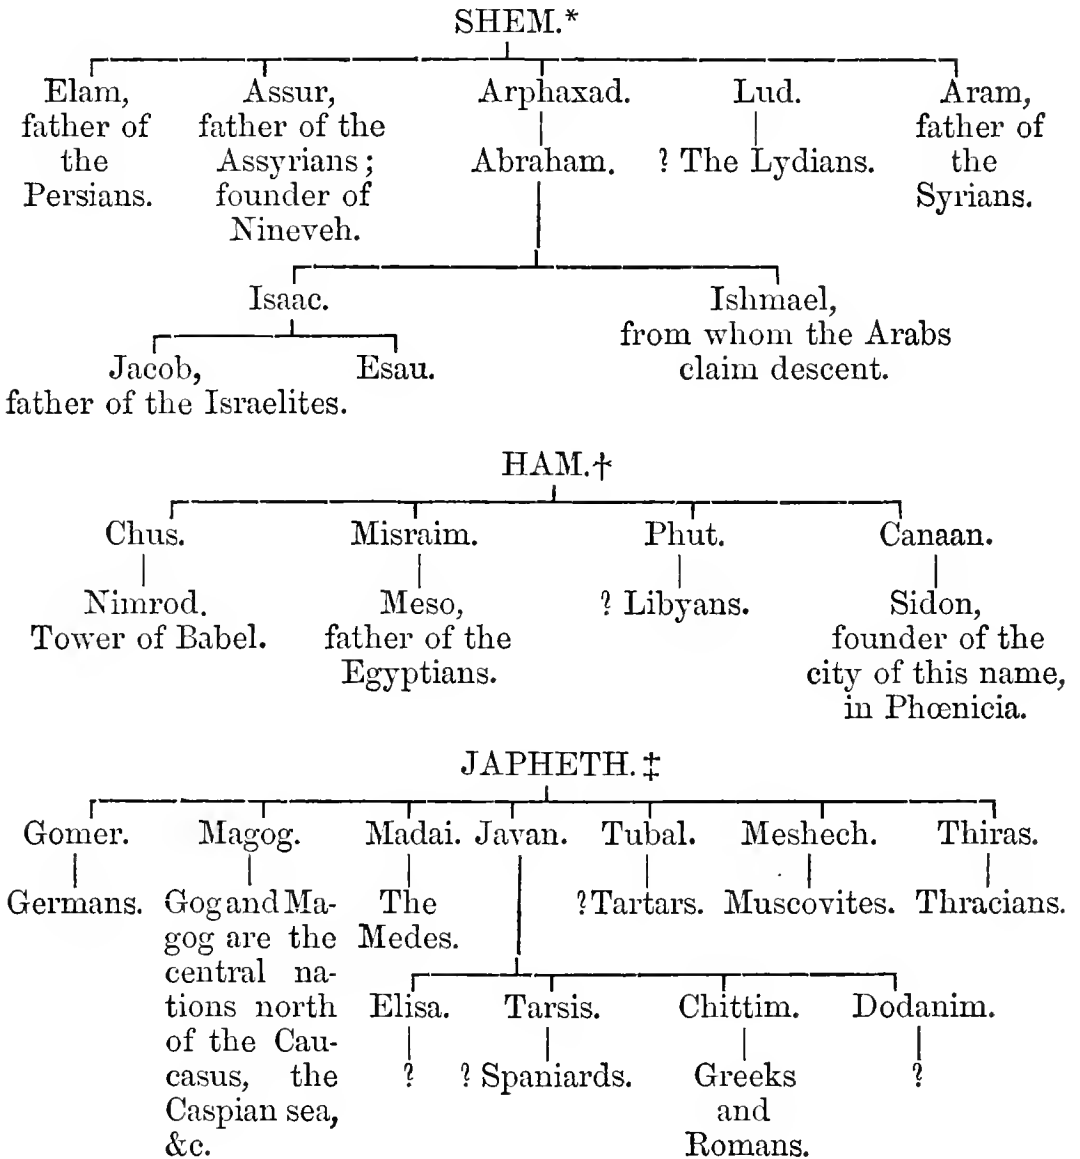 SHEM.*
Elam, father of the Persians.
Assur, father of the Assyrians; founder of Nineveh.
Arphaxad.
Abraham.
Lud.
? The Lydians.
Aram, father of the Syrians.
Isaac.
Ishmael, from whom the Arabs claim descent.
Jacob, father of the Israelites.
Esau.
HAM.†
Chus.
Nimrod. Tower of Babel.
Misraim.
Meso, father of the Egyptians.
Phut.
? Libyans.
Canaan.
Sidon, founder of the city of this name, in Phœnicia.
JAPHETH.‡
Gomer.
Germans.
Magog.
Gog and Ma-
gog are the
central na-
tions north
of the Cau-
casus, the
Caspian sea,
&c.
Madai.
The Medes.
Javan.
Tubal.
? Tartars.
Meshech.
Muscovites.
Thiras.
Thracians.
Elisa.
?
Tarsis.
? Spaniards.
Chittim.
Greeks and Romans.
Dodanim.
?